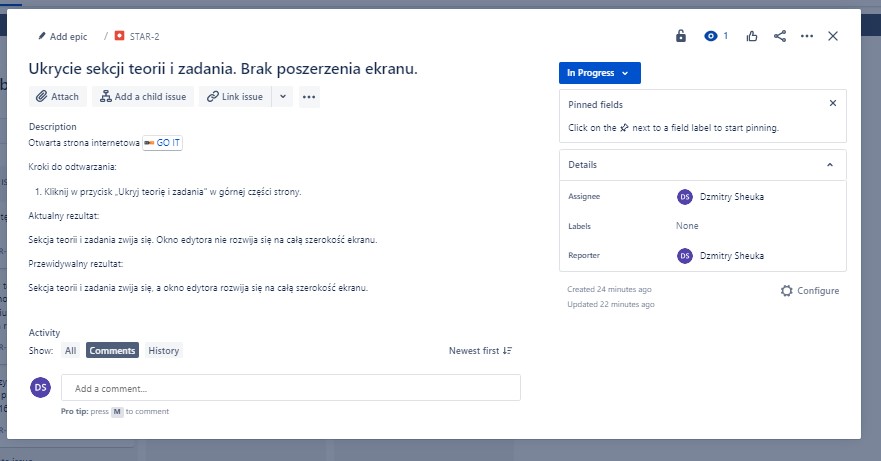 Add epic / STAR-2
1
Ukrycie sekcji teorii i zadania. Brak poszerzenia ekranu.
Attach Add a child issue Link issue
Description
Otwarta strona internetowa GO IT
Kroki do odtwarzania:
1. Kliknij w przycisk „Ukryj teorię i zadania" w górnej części strony.
Aktualny rezultat:
Sekcja teorii i zadania zwija się. Okno edytora nie rozwija się na całą szerokość ekranu.
Przewidywalny rezultat:
Sekcja teorii i zadania zwija się, a okno edytora rozwija się na całą szerokość ekranu.
Activity
Show: All Comments History Newest first
DS Add a comment...
Pro tip: press M to comment
In Progress
Pinned fields
Click on the next to a field label to start pinning.
Details
Assignee DS Dzmitry Sheuka
Labels None
Reporter DS Dzmitry Sheuka
Created 24 minutes ago
Updated 22 minutes ago
Configure